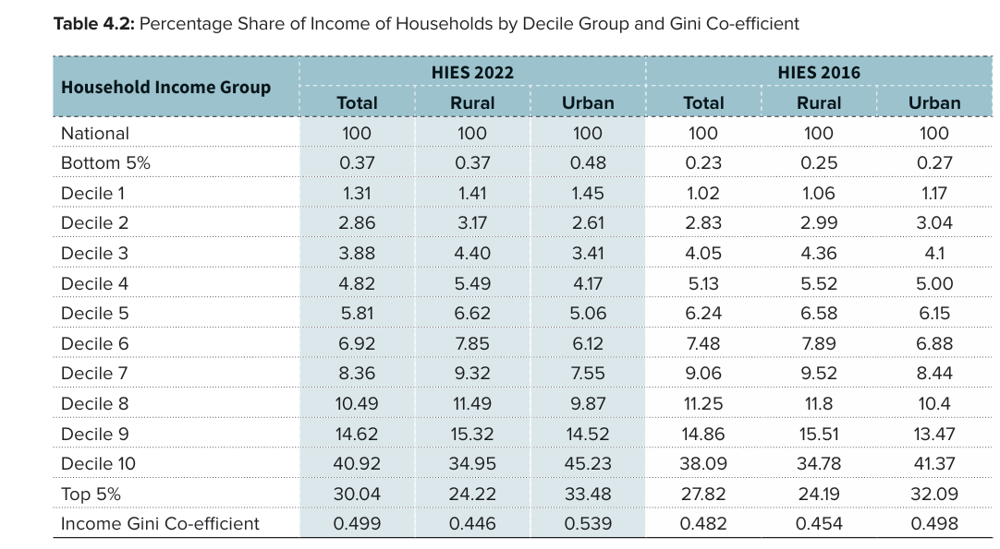 Table 4.2: Percentage Share of Income of Households by Decile Group and Gini Co-efficient
Household Income Group HIES 2022 HIES 2016
Total Rural Urban Total Rural Urban
National 100 100 100 100 100 100
Bottom 5% 0.37 0.37 0.48 0.23 0.25 0.27
Decile 1 1.31 1.41 1.45 1.02 1.06 1.17
Decile 2 2.86 3.17 2.61 2.83 2.99 3.04
Decile 3 3.88 4.40 3.41 4.05 4.36 4.1
Decile 4 4.82 5.49 4.17 5.13 5.52 5.00
Decile 5 5.81 6.62 5.06 6.24 6.58 6.15
Decile 6 6.92 7.85 6.12 7.48 7.89 6.88
Decile 7 8.36 9.32 7.55 9.06 9.52 8.44
Decile 8 10.49 11.49 9.87 11.25 11.8 10.4
Decile 9 14.62 15.32 14.52 14.86 15.51 13.47
Decile 10 40.92 34.95 45.23 38.09 34.78 41.37
Top 5% 30.04 24.22 33.48 27.82 24.19 32.09
Income Gini Co-efficient 0.499 0.446 0.539 0.482 0.454 0.498